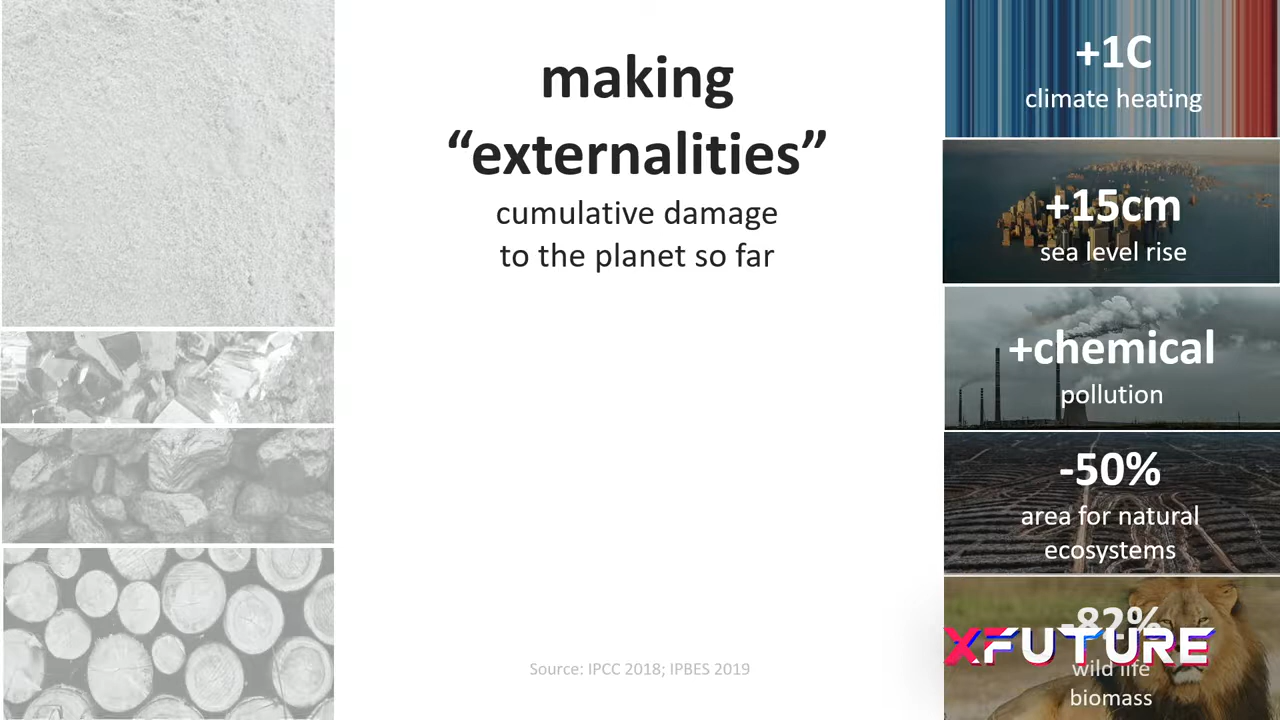 making
“externalities”
cumulative damage
to the planet so far
+1C
climate heating
+15cm
sea level rise
+chemical
pollution
-50%
area for natural
ecosystems
-82%
XFUTURE
wild life
biomass
Source: IPCC 2018; IPBES 2019